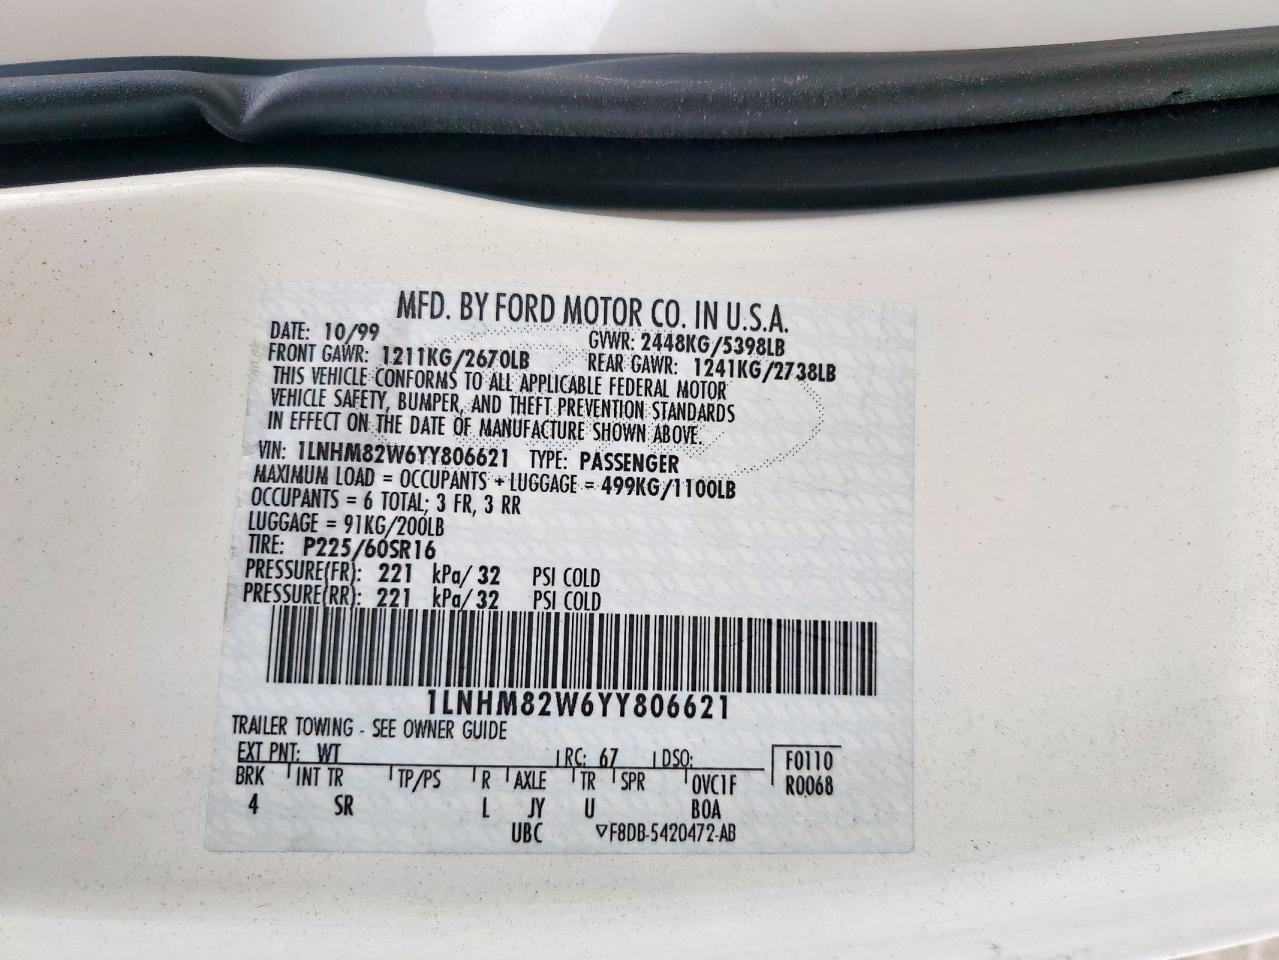 MFD. BY FORD MOTOR CO. IN U.S.A.
DATE: 10/99 GVWR: 2448KG/5398LB
FRONT GAWR: 1211KG/2670LB REAR GAWR: 1241KG/2738LB
THIS VEHICLE CONFORMS TO ALL APPLICABLE FEDERAL MOTOR
VEHICLE SAFETY, BUMPER, AND THEFT PREVENTION STANDARDS
IN EFFECT ON THE DATE OF MANUFACTURE SHOWN ABOVE.
VIN: 1LNHM82W6YY806621 TYPE: PASSENGER
MAXIMUM LOAD = OCCUPANTS + LUGGAGE = 499KG/1100LB
OCCUPANTS = 6 TOTAL; 3 FR, 3 RR
LUGGAGE = 91KG/200LB
TIRE: P225/60SR16
PRESSURE(FR): 221 kPa/ 32 PSI COLD
PRESSURE(RR): 221 kPa/ 32 PSI COLD
1LNHM82W6YY806621
TRAILER TOWING - SEE OWNER GUIDE
EXT PNT: WT RC: 67 DSO: F0110
BRK INT TR TP/PS R AXLE TR SPR OVC1F R0068
4 SR L JY U BOA
UBC ▽F8DB-5420472-AB